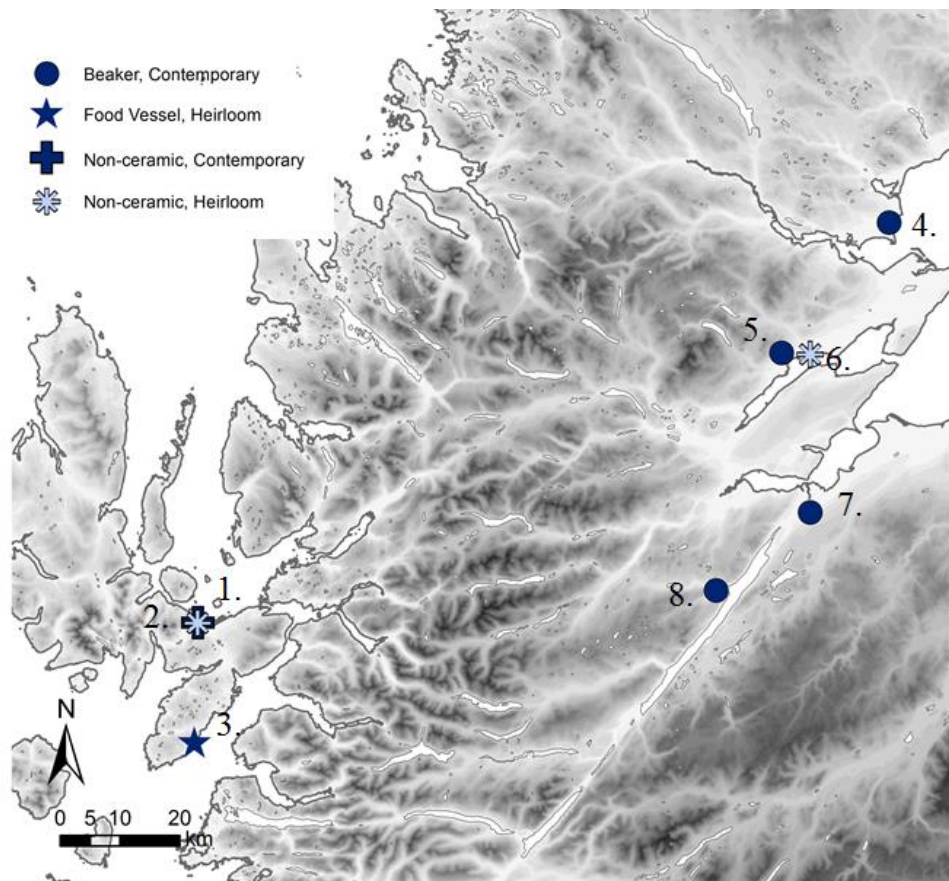 Beaker, Contemporary
Food Vessel, Heirloom
Non-ceramic, Contemporary
Non-ceramic, Heirloom
4.
5.
6.
7.
1.
8.
2.
3.
N
0 5 10 20
km